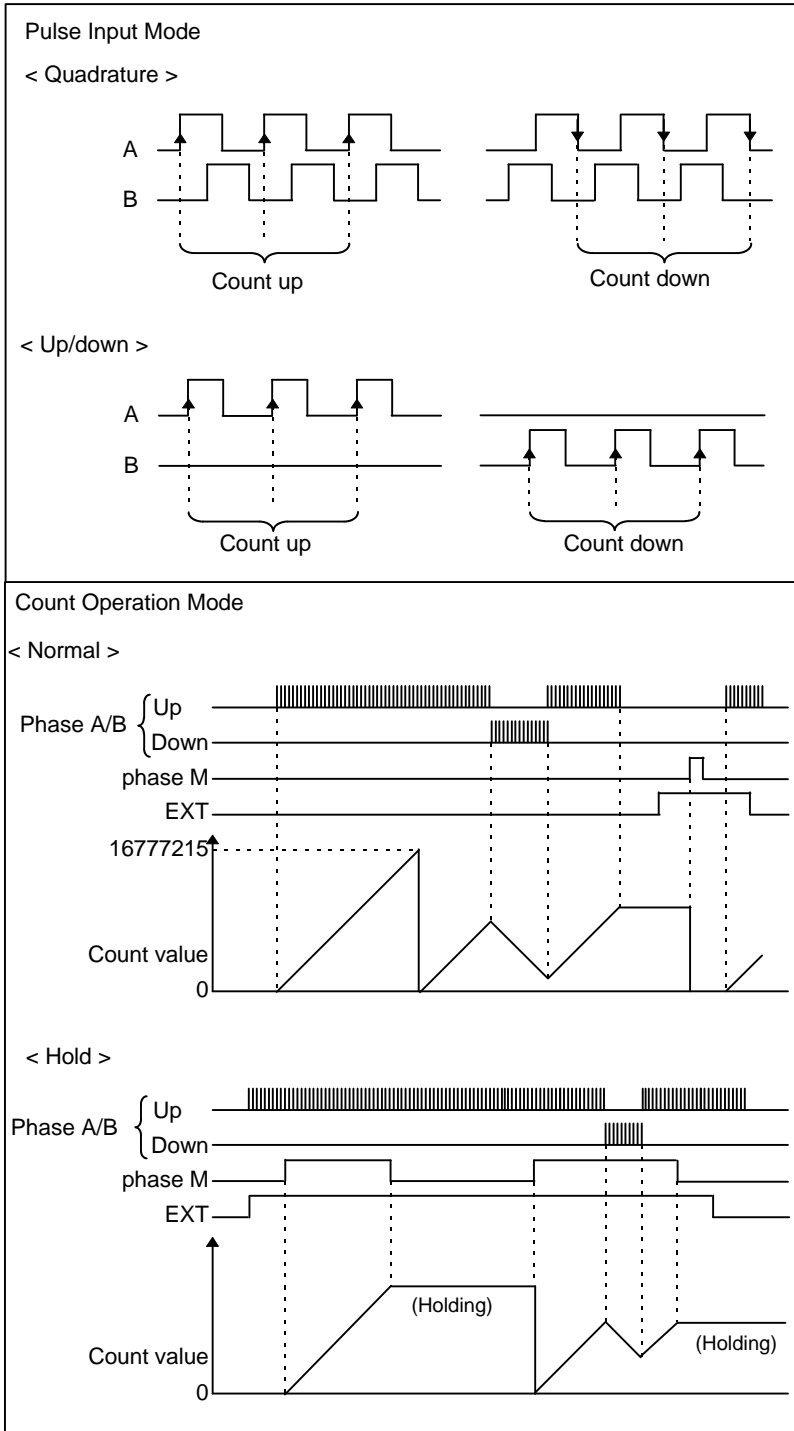 Pulse Input Mode
< Quadrature >
A
B
Count up
Count down
< Up/down >
A
B
Count up
Count down
Count Operation Mode
< Normal >
Phase A/B
Up
Down
phase M
EXT
16777215
Count value
0
< Hold >
Phase A/B
Up
Down
phase M
EXT
(Holding)
(Holding)
Count value
0